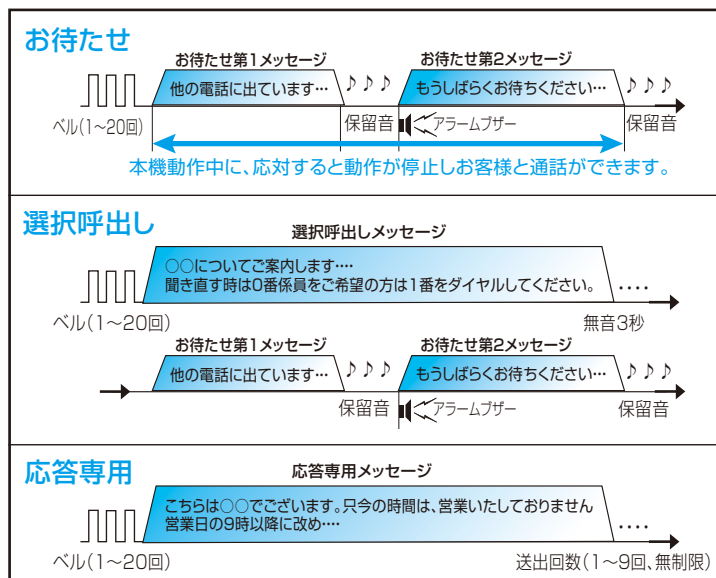 お待たせ
お待たせ第1メッセージ
お待たせ第2メッセージ
他の電話に出ています…
♪♪♪
もうしばらくお待ちください…
♪♪♪
ベル(1〜20回)
保留音
アラームブザー
保留音
本機動作中に、応対すると動作が停止しお客様と通話ができます。
選択呼出し
選択呼出しメッセージ
○○についてご案内します‥‥
聞き直す時は0番係員をご希望の方は1番をダイヤルしてください。
‥‥
ベル(1〜20回)
無音3秒
お待たせ第1メッセージ
お待たせ第2メッセージ
他の電話に出ています…
♪♪♪
もうしばらくお待ちください…
♪♪♪
保留音
アラームブザー
保留音
応答専用
応答専用メッセージ
こちらは○○でございます。只今の時間は、営業いたしておりません
営業日の9時以降に改め‥‥
‥‥
ベル(1〜20回)
送出回数(1〜9回、無制限)